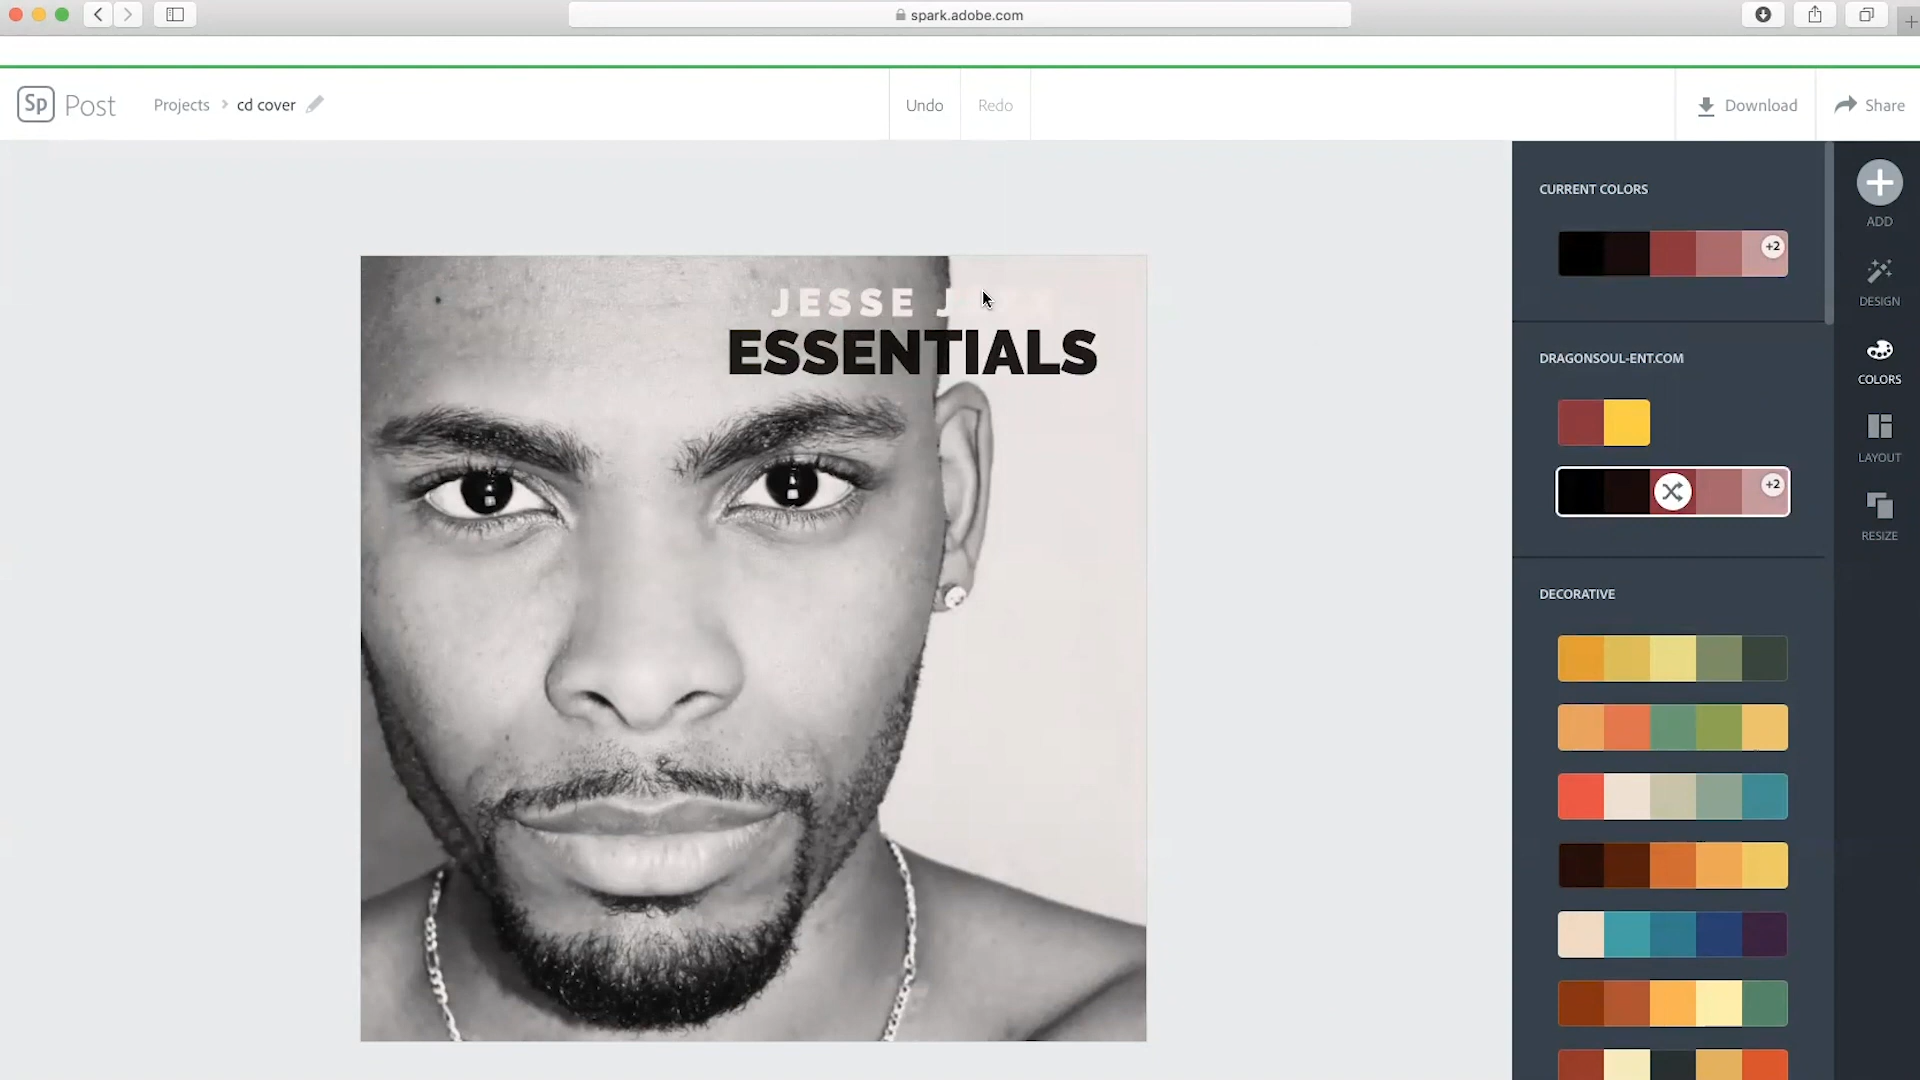 spark.adobe.com
Sp Post
Projects > cd cover
Undo
Redo
Download
Share
JESSE
ESSENTIALS
CURRENT COLORS
+2
DRAGONSOUL-ENT.COM
+2
DECORATIVE
ADD
DESIGN
COLORS
LAYOUT
RESIZE